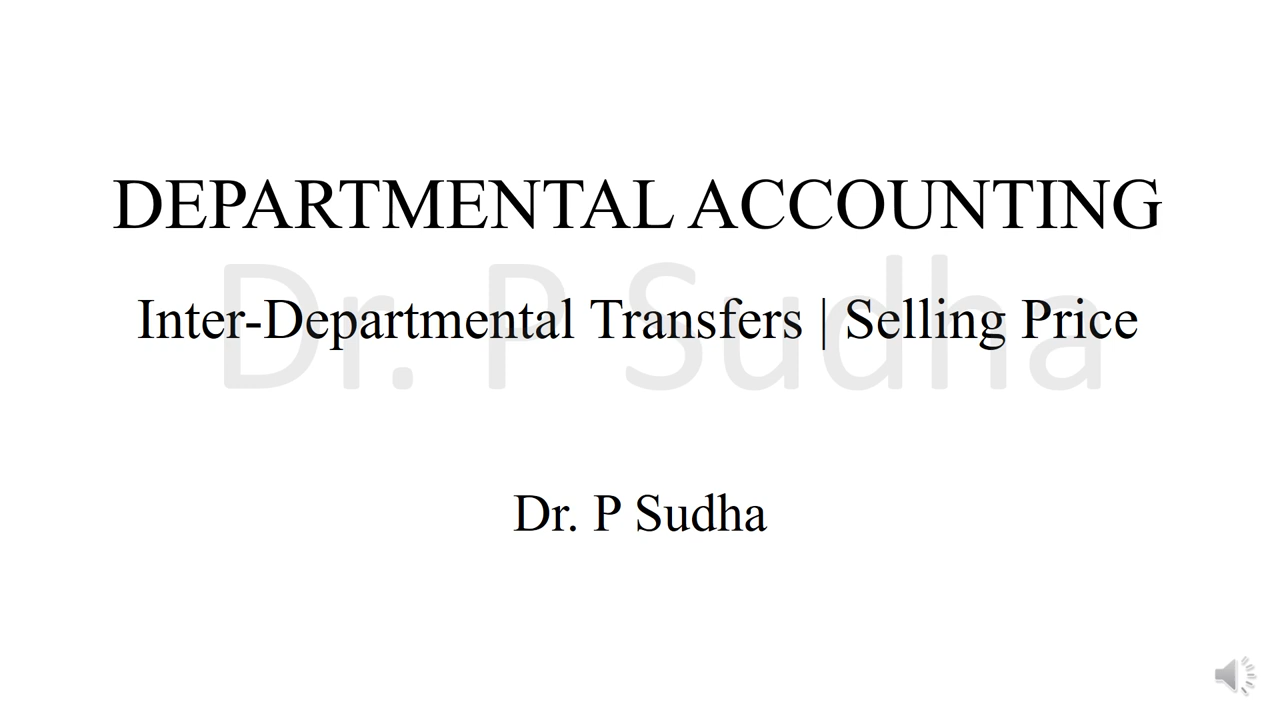 DEPARTMENTAL ACCOUNTING
Dr. P Sudha
Inter-Departmental Transfers | Selling Price
Dr. P Sudha